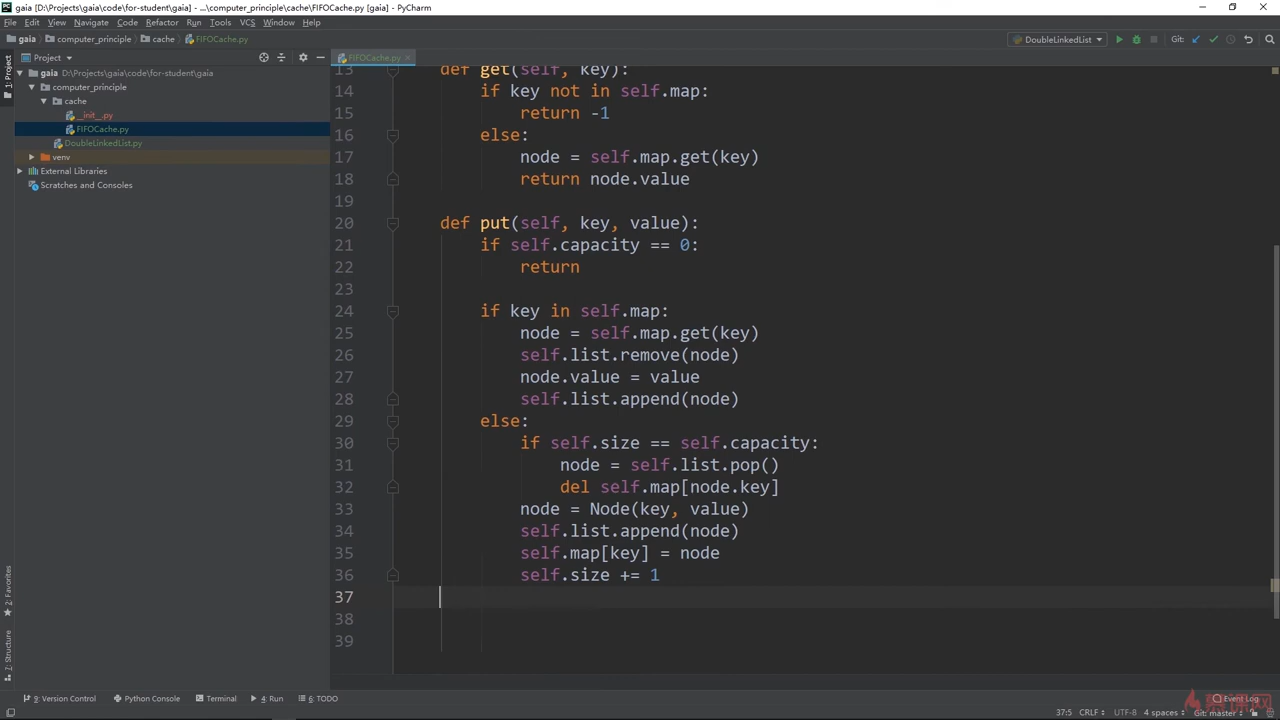 gaia [D:\Projects\gaia\code\for-student\gaia] - ...\computer_principle\cache\FIFOCache.py [gaia] - PyCharm
File Edit View Navigate Code Refactor Run Tools VCS Window Help
gaia computer_principle cache FIFOCache.py DoubleLinkedList Git:
1: Project
Project
FIFOCache.py
gaia D:\Projects\gaia\code\for-student\gaia
computer_principle
cache
__init__.py
FIFOCache.py
DoubleLinkedList.py
venv
External Libraries
Scratches and Consoles
13 def get(self, key):
14 if key not in self.map:
15 return -1
16 else:
17 node = self.map.get(key)
18 return node.value
19
20 def put(self, key, value):
21 if self.capacity == 0:
22 return
23
24 if key in self.map:
25 node = self.map.get(key)
26 self.list.remove(node)
27 node.value = value
28 self.list.append(node)
29 else:
30 if self.size == self.capacity:
31 node = self.list.pop()
32 del self.map[node.key]
33 node = Node(key, value)
34 self.list.append(node)
35 self.map[key] = node
36 self.size += 1
37
38
39
2: Favorites
7: Structure
9: Version Control Python Console Terminal 4: Run 6: TODO Event Log
37:5 CRLF UTF-8 4 spaces Git: master